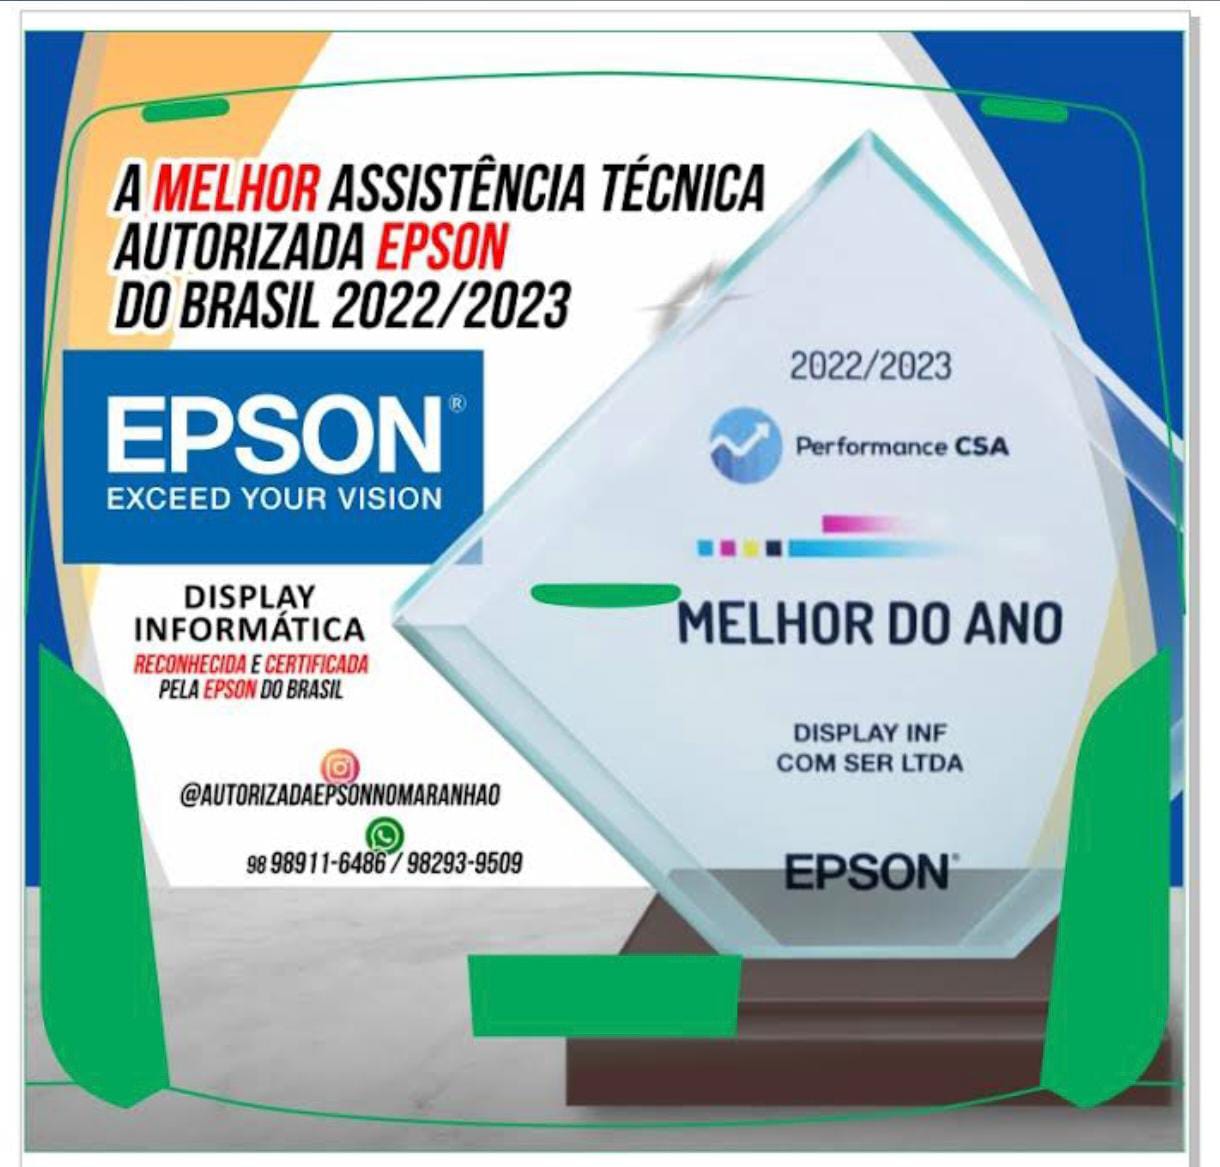 A MELHOR ASSISTÊNCIA TÉCNICA
AUTORIZADA EPSON
DO BRASIL 2022/2023
EPSON®
EXCEED YOUR VISION
DISPLAY
INFORMÁTICA
RECONHECIDA E CERTIFICADA
PELA EPSON DO BRASIL
@AUTORIZADAEPSONNOMARANHAO
98 98911-6486 / 98293-9509
2022/2023
Performance CSA
MELHOR DO ANO
DISPLAY INF
COM SER LTDA
EPSON®